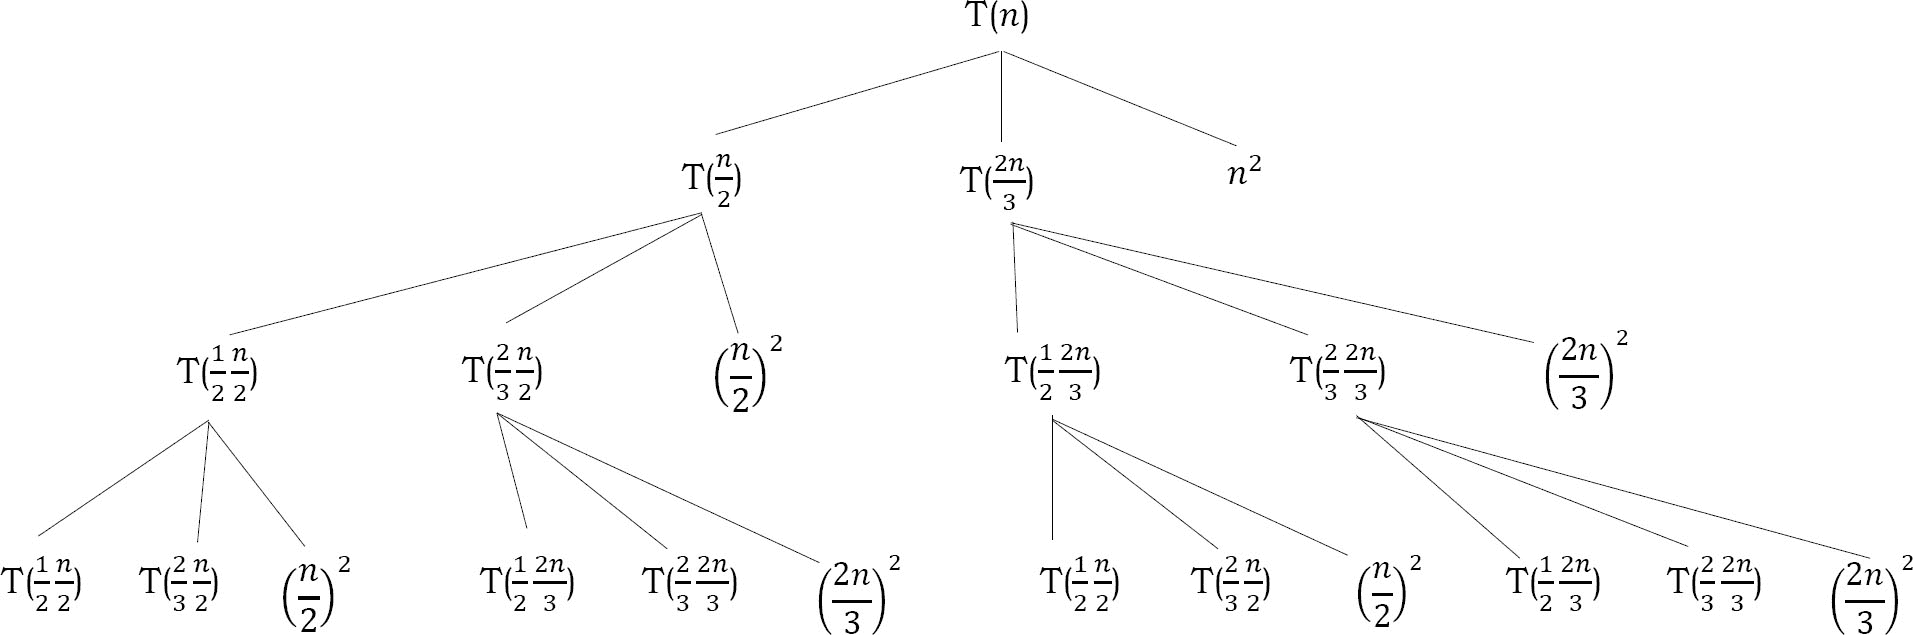 T(n)
T(n/2) T(2n/3) n²
T(1/2 n/2) T(2/3 n/2) (n/2)² T(1/2 2n/3) T(2/3 2n/3) (2n/3)²
T(1/2 n/2) T(2/3 n/2) (n/2)² T(1/2 2n/3) T(2/3 2n/3) (2n/3)² T(1/2 n/2) T(2/3 n/2) (n/2)² T(1/2 2n/3) T(2/3 2n/3) (2n/3)²